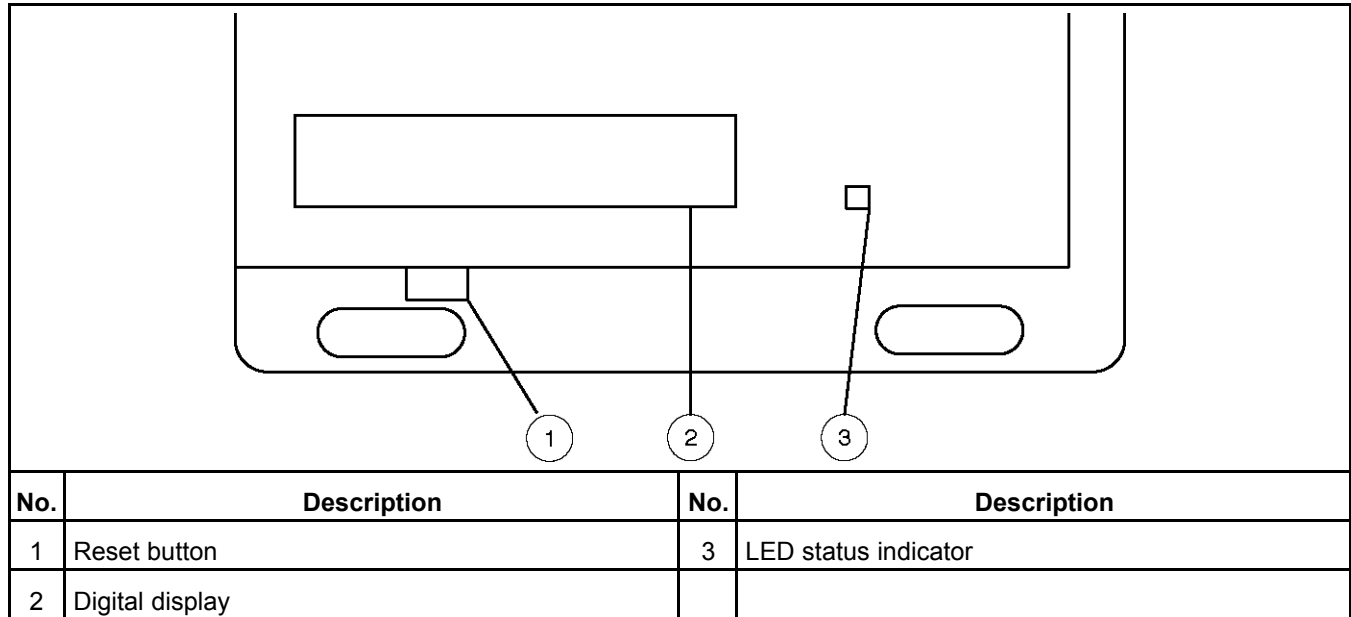 1 2 3
No. Description No. Description
1 Reset button 3 LED status indicator
2 Digital display